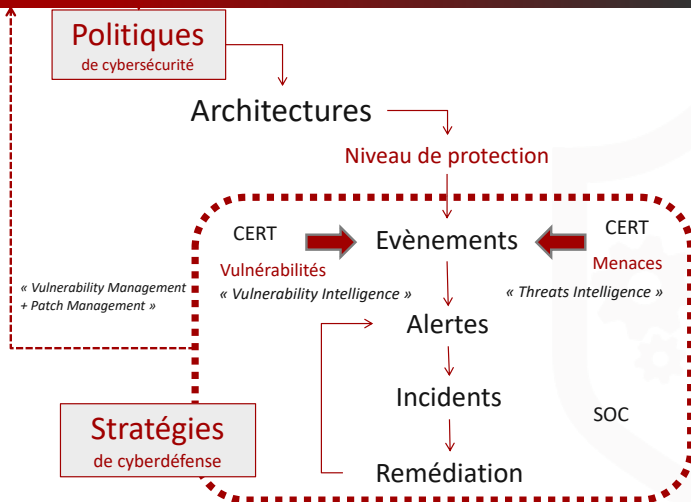 Politiques
de cybersécurité
Architectures
Niveau de protection
CERT
Evènements
CERT
Vulnérabilités
Menaces
« Vulnerability Management
+ Patch Management »
« Vulnerability Intelligence »
« Threats Intelligence »
Alertes
Incidents
SOC
Stratégies
de cyberdéfense
Remédiation